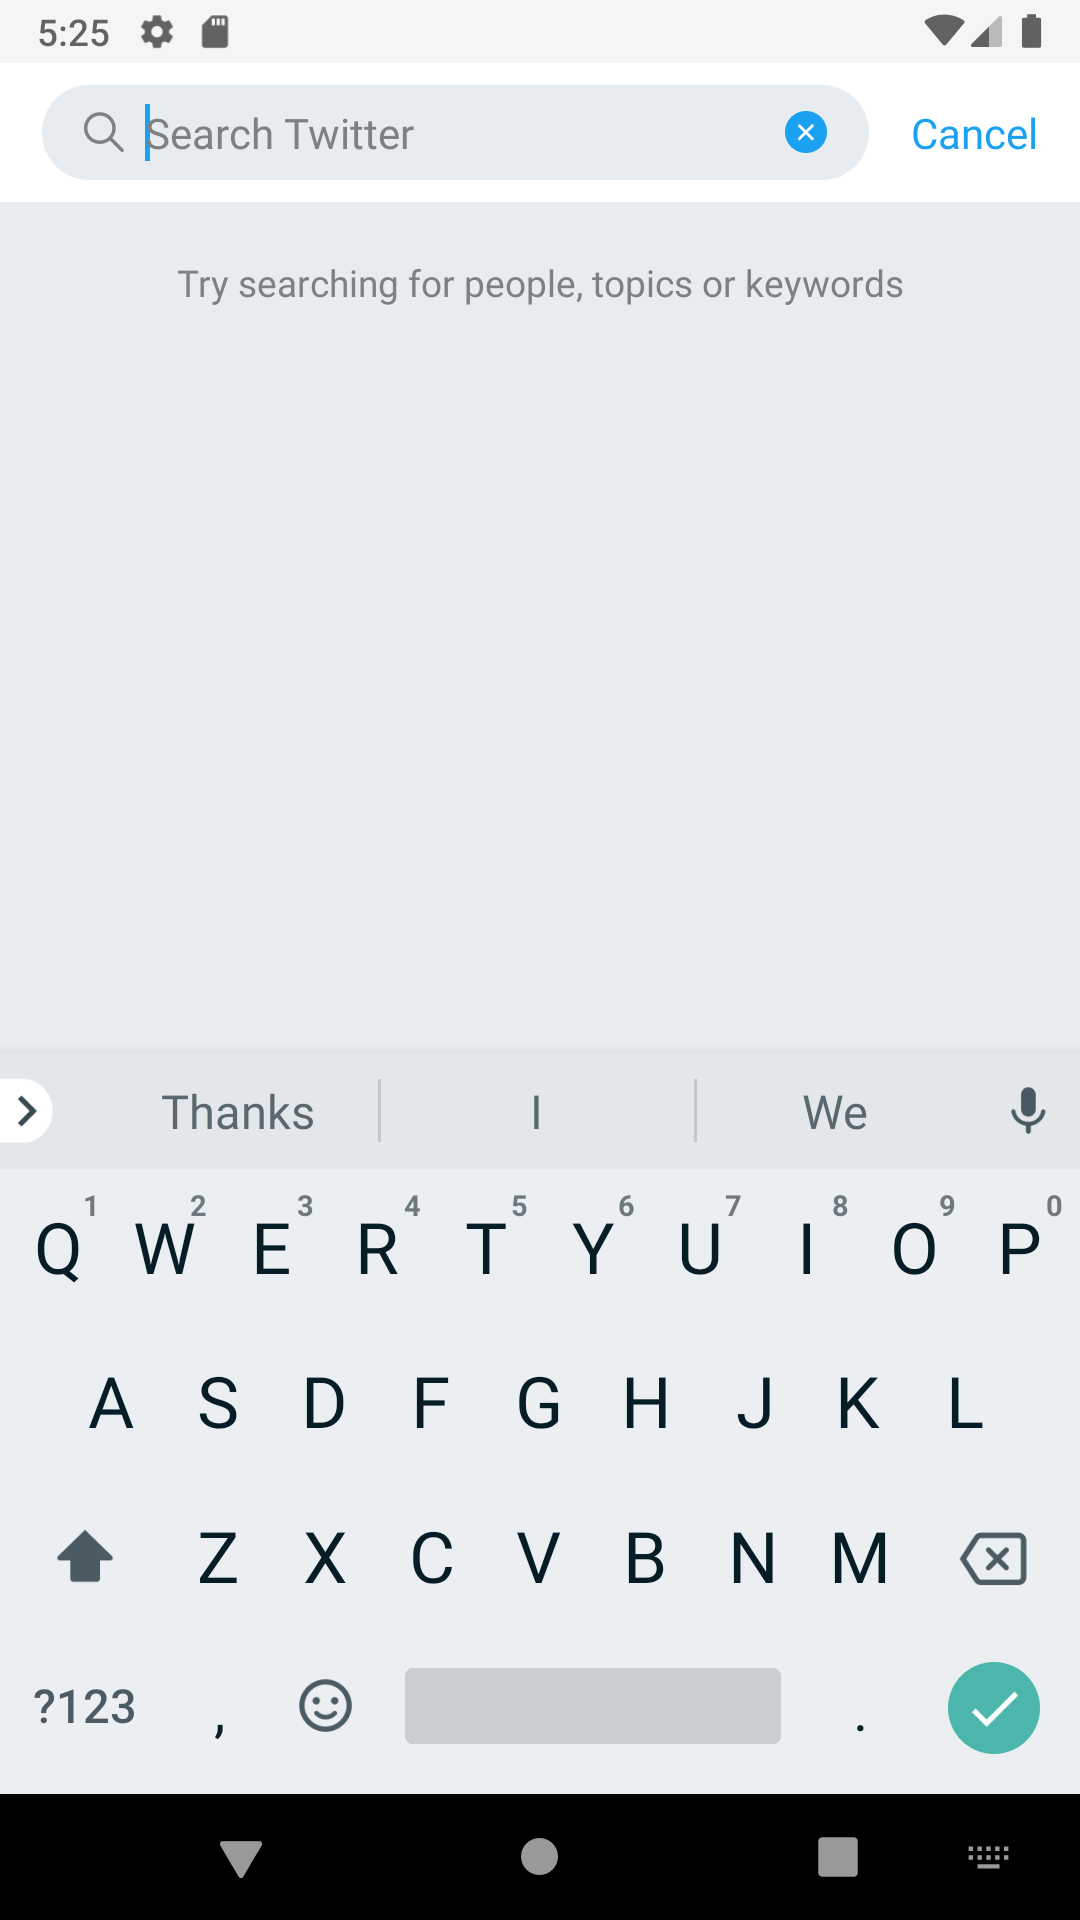 5:25
Search Twitter
Cancel
Try searching for people, topics or keywords
Thanks
I
We
1 2 3 4 5 6 7 8 9 0
Q W E R T Y U I O P
A S D F G H J K L
Z X C V B N M
?123 , .